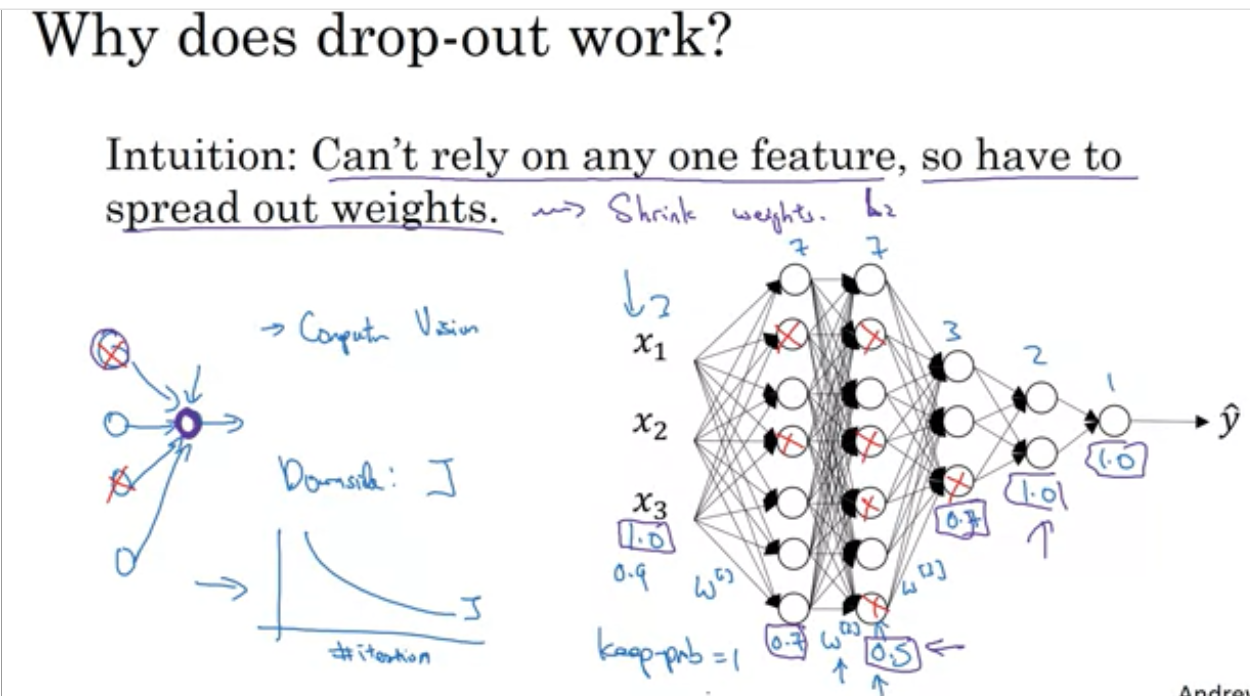 Why does drop-out work?
Intuition: Can't rely on any one feature, so have to
spread out weights. ⇝ Shrink weights. L2
→ Computer Vision
Downside: J
J
#iteration
7 7 3 2 1
↓ 3
x₁
x₂
x₃
ŷ
1.0
0.9
w[1]
w[2]
w[3]
keep-prob = 1
0.7
0.5
0.7
1.0
1.0
Andrew